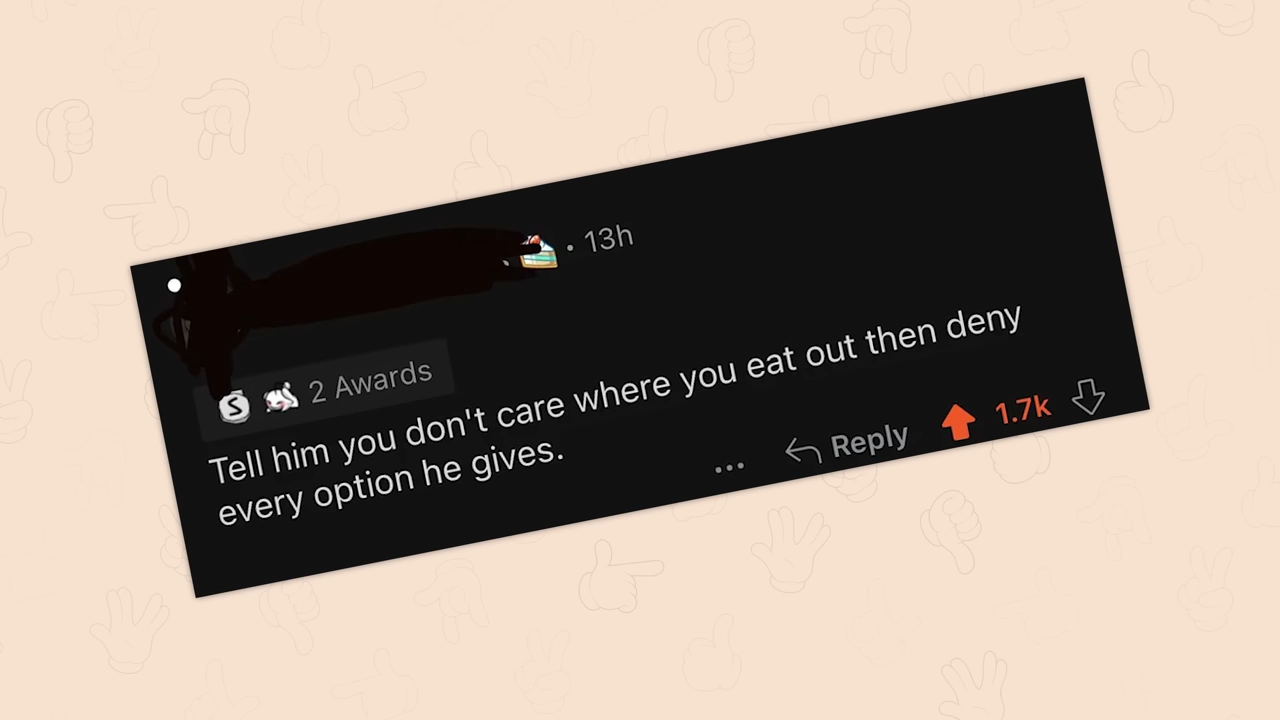 • 13h
2 Awards
Tell him you don't care where you eat out then deny
every option he gives.
... Reply 1.7k